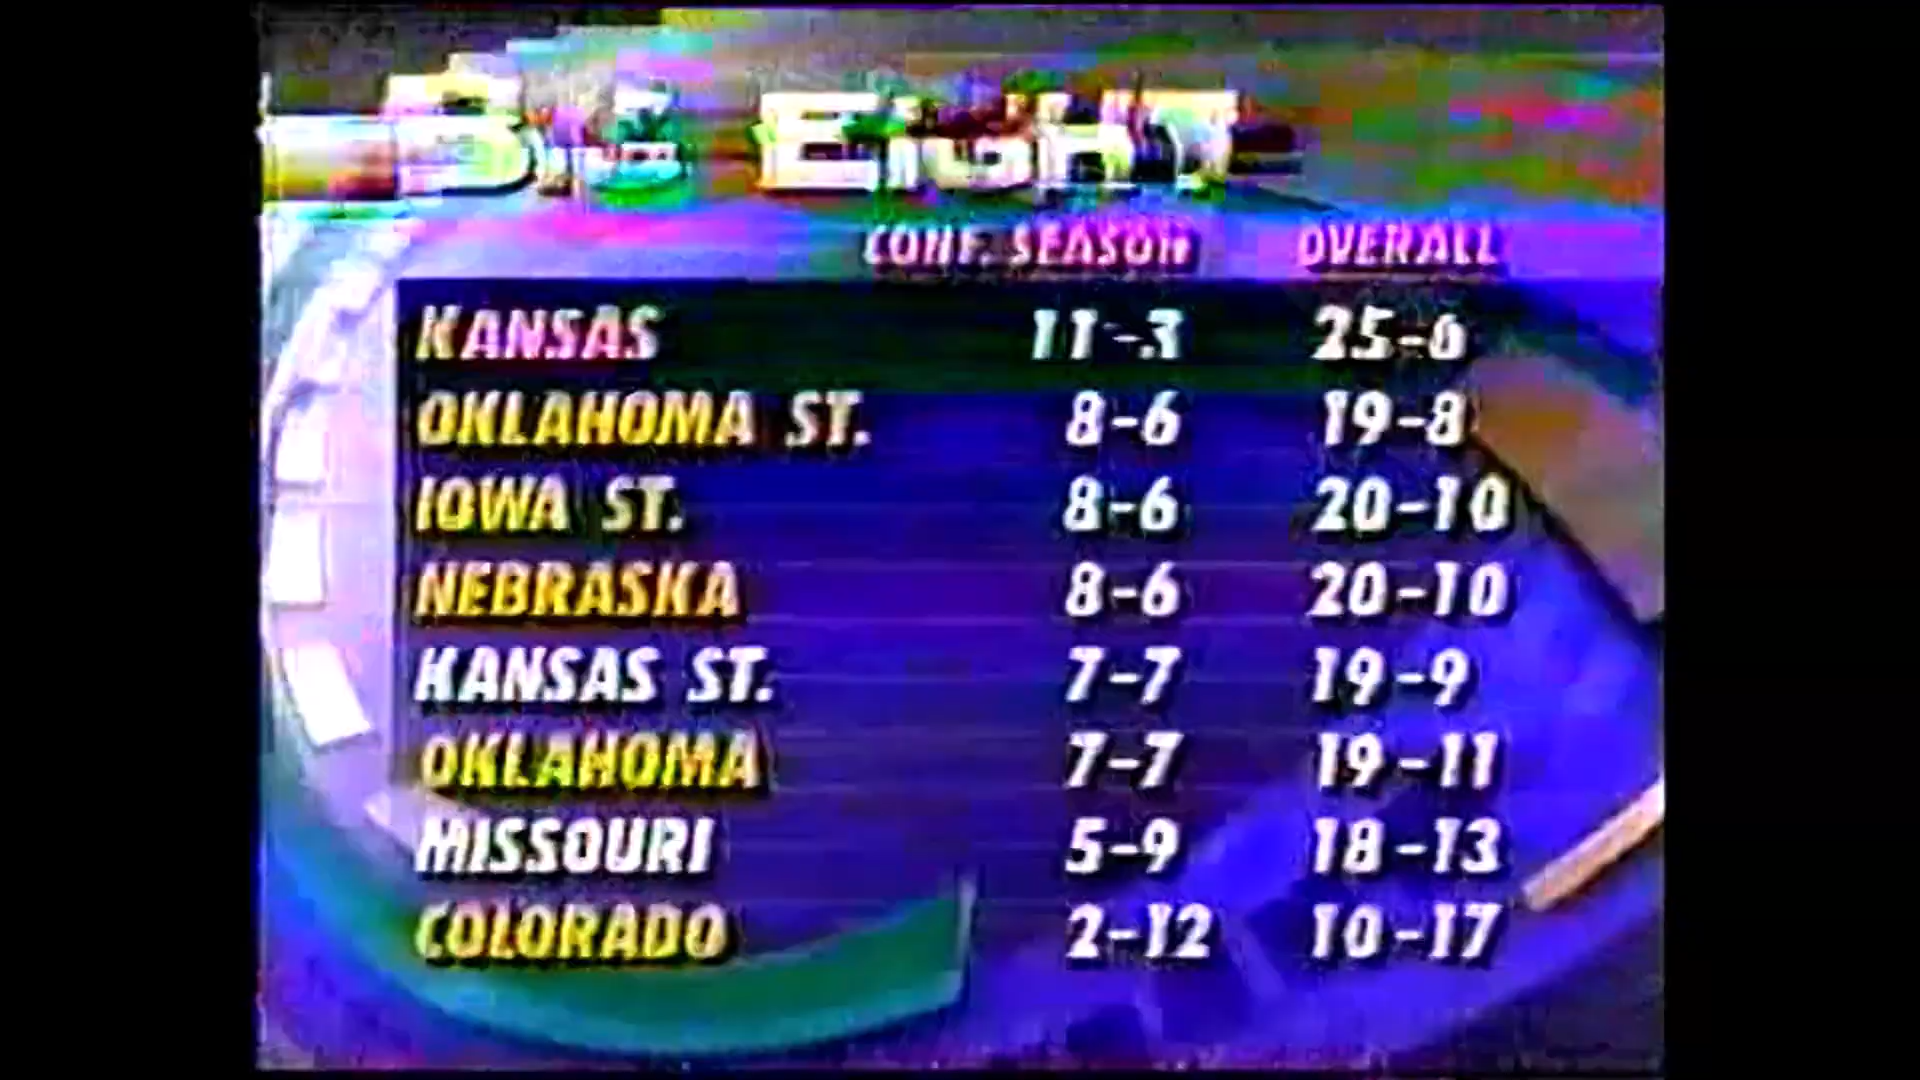 BIG EIGHT
CONF. SEASON OVERALL
KANSAS 11-3 25-6
OKLAHOMA ST. 8-6 19-8
IOWA ST. 8-6 20-10
NEBRASKA 8-6 20-10
KANSAS ST. 7-7 19-9
OKLAHOMA 7-7 19-11
MISSOURI 5-9 18-13
COLORADO 2-12 10-17